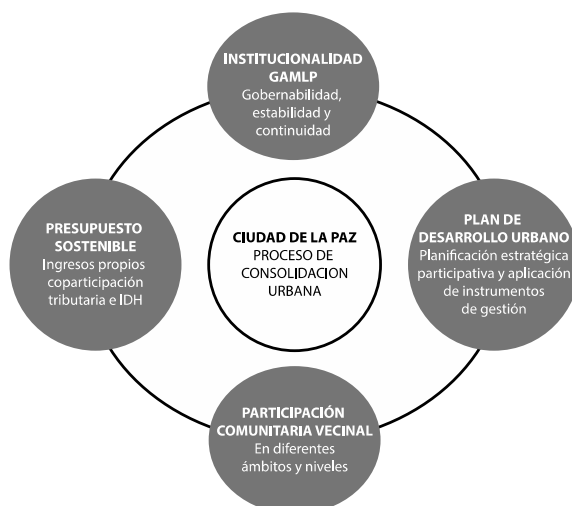 INSTITUCIONALIDAD
GAMLP
Gobernabilidad,
estabilidad y
continuidad
PRESUPUESTO
SOSTENIBLE
Ingresos propios
coparticipación
tributaria e IDH
CIUDAD DE LA PAZ
PROCESO DE
CONSOLIDACION
URBANA
PLAN DE
DESARROLLO URBANO
Planificación estratégica
participativa y aplicación
de instrumentos
de gestión
PARTICIPACIÓN
COMUNITARIA VECINAL
En diferentes
ámbitos y niveles